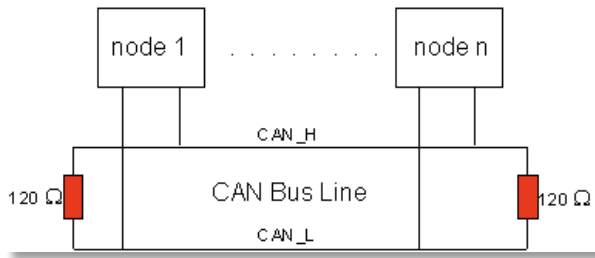 node 1 . . . . . . . . node n
CAN_H
120 Ω CAN Bus Line 120 Ω
CAN_L